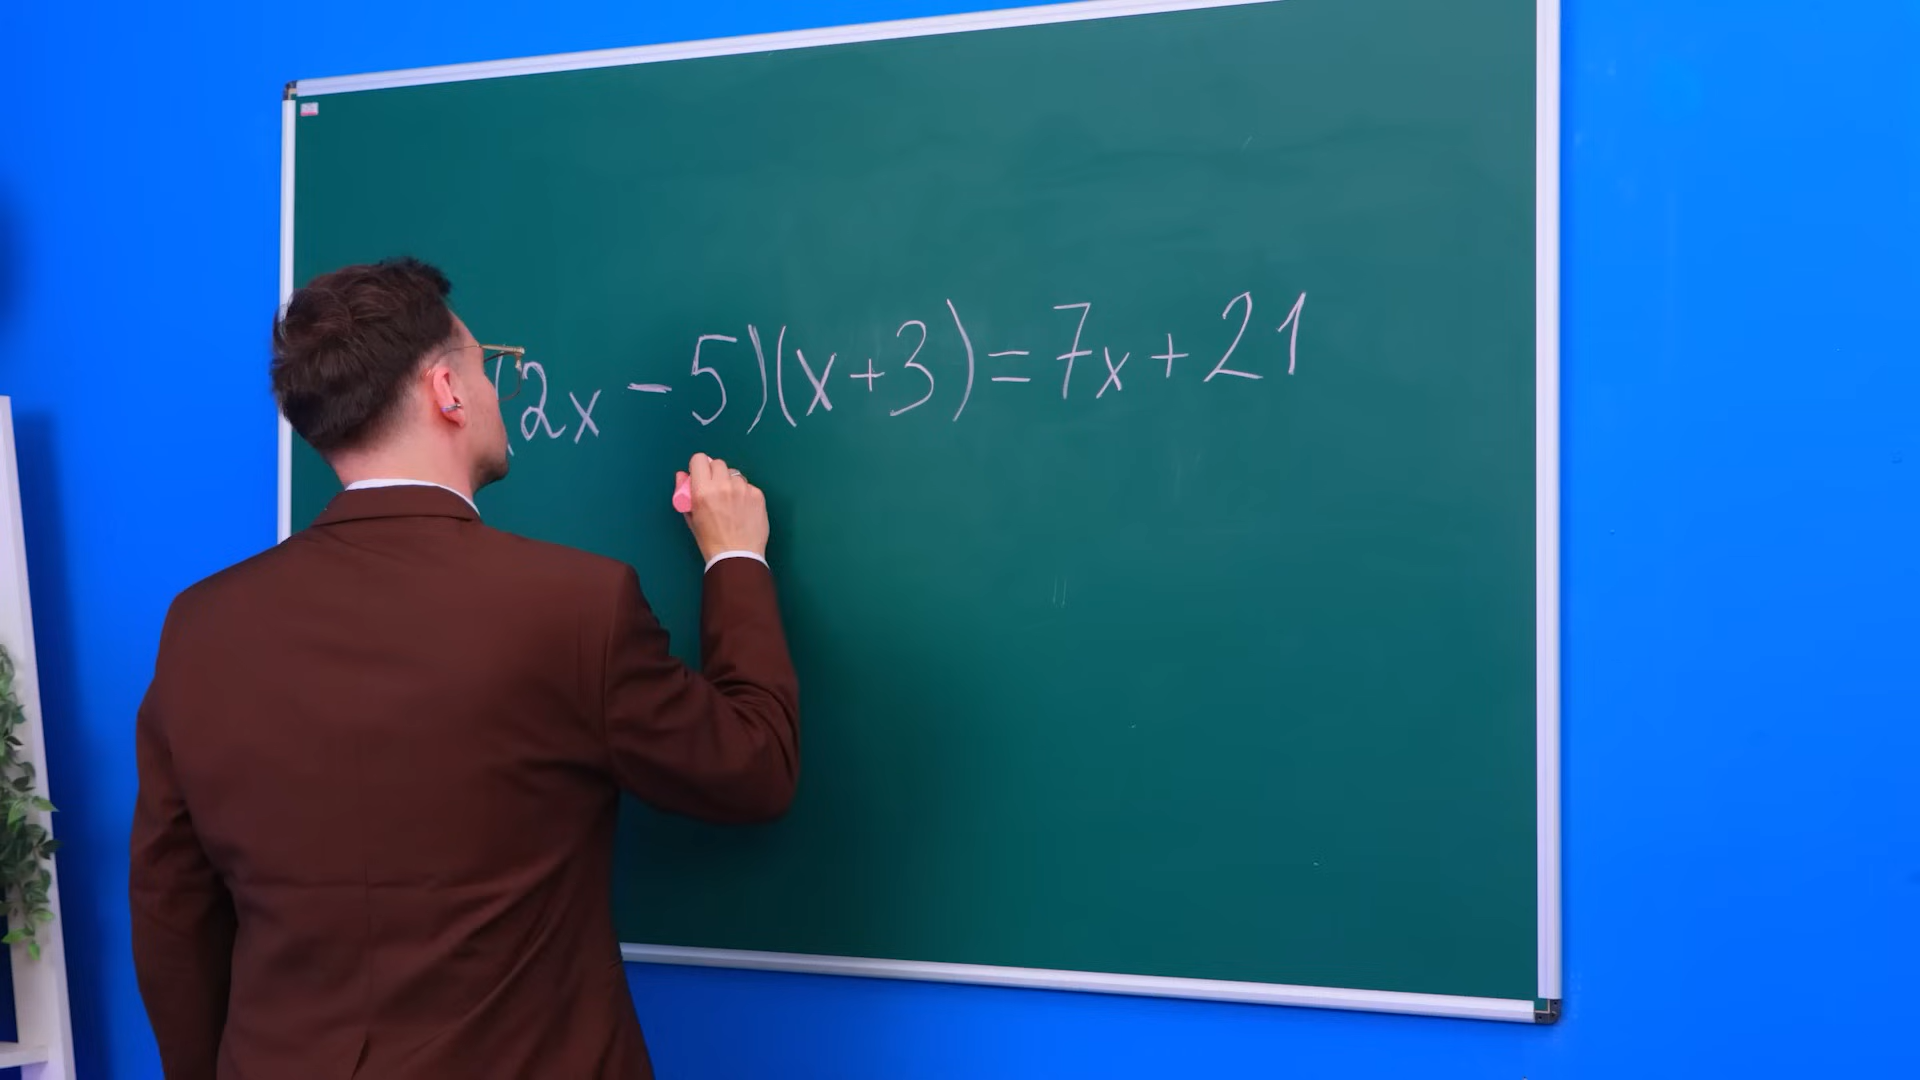 (2x - 5)(x+3) = 7x + 21